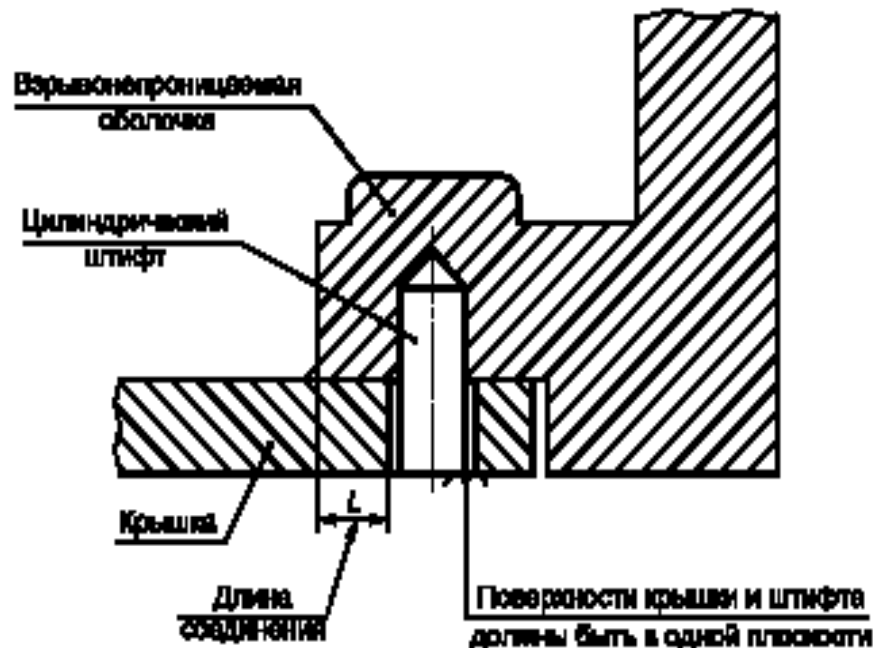 Взрывонепроницаемая
оболочка
Цилиндрический
штифт
Крышка
L
Длина
соединения
Поверхности крышки и штифта
должны быть в одной плоскости